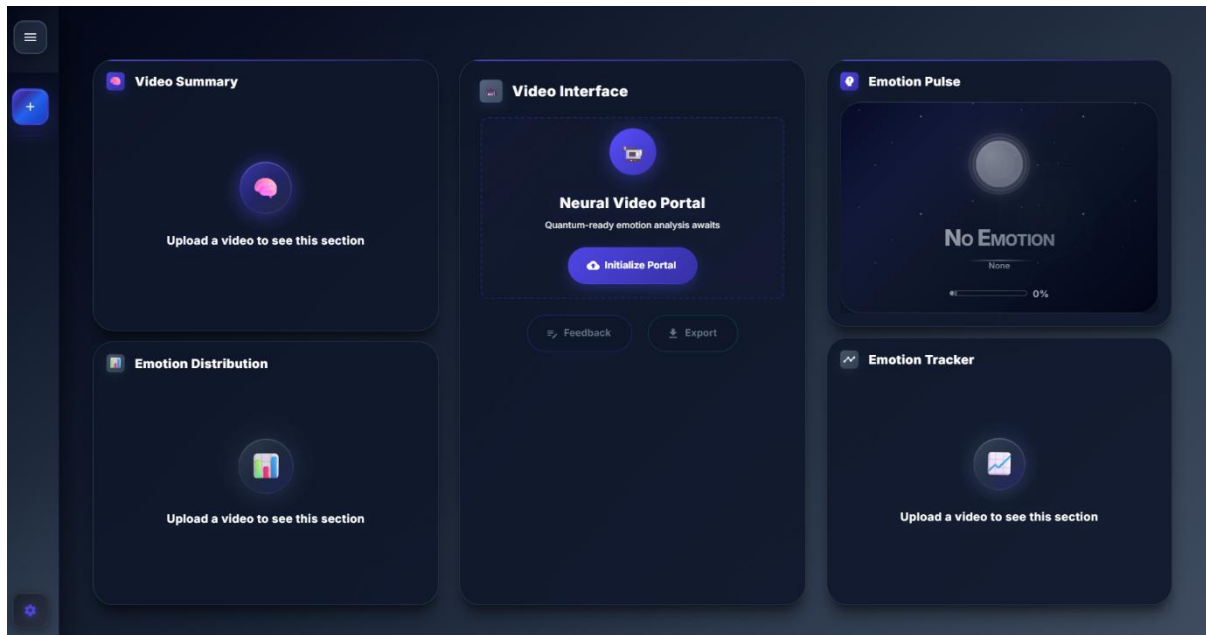 Video Summary
Upload a video to see this section
Emotion Distribution
Upload a video to see this section
Video Interface
Neural Video Portal
Quantum-ready emotion analysis awaits
Initialize Portal
Feedback
Export
Emotion Pulse
No Emotion
None
0%
Emotion Tracker
Upload a video to see this section